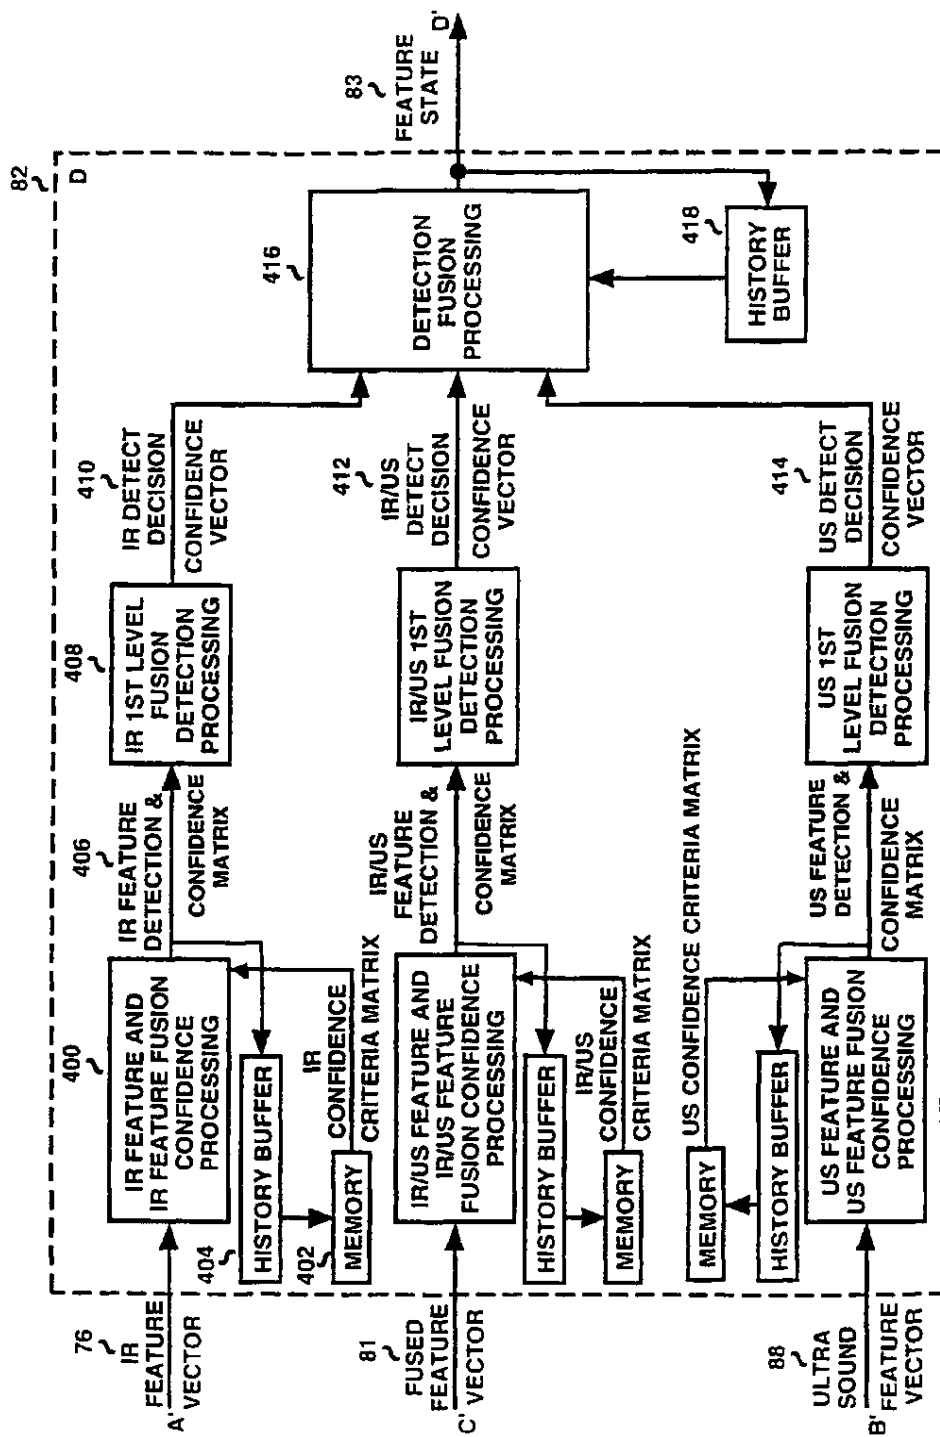 82
D
76
IR
FEATURE
VECTOR
A'
400
IR FEATURE AND
IR FEATURE FUSION
CONFIDENCE
PROCESSING
404
HISTORY BUFFER
402
MEMORY
IR
CONFIDENCE
CRITERIA MATRIX
406
IR FEATURE
DETECTION &
CONFIDENCE
MATRIX
408
IR 1ST LEVEL
FUSION
DETECTION
PROCESSING
410
IR DETECT
DECISION
CONFIDENCE
VECTOR
81
FUSED
FEATURE
VECTOR
C'
IR/US FEATURE AND
IR/US FEATURE
FUSION CONFIDENCE
PROCESSING
HISTORY BUFFER
MEMORY
IR/US
CONFIDENCE
CRITERIA MATRIX
IR/US
FEATURE
DETECTION &
CONFIDENCE
MATRIX
IR/US 1ST
LEVEL FUSION
DETECTION
PROCESSING
412
IR/US
DETECT
DECISION
CONFIDENCE
VECTOR
416
DETECTION
FUSION
PROCESSING
418
HISTORY
BUFFER
83
FEATURE
STATE
D'
88
ULTRA
SOUND
FEATURE
VECTOR
B'
MEMORY
US CONFIDENCE CRITERIA MATRIX
HISTORY BUFFER
US FEATURE AND
US FEATURE FUSION
CONFIDENCE
PROCESSING
US FEATURE
DETECTION &
CONFIDENCE
MATRIX
US 1ST
LEVEL FUSION
DETECTION
PROCESSING
414
US DETECT
DECISION
CONFIDENCE
VECTOR